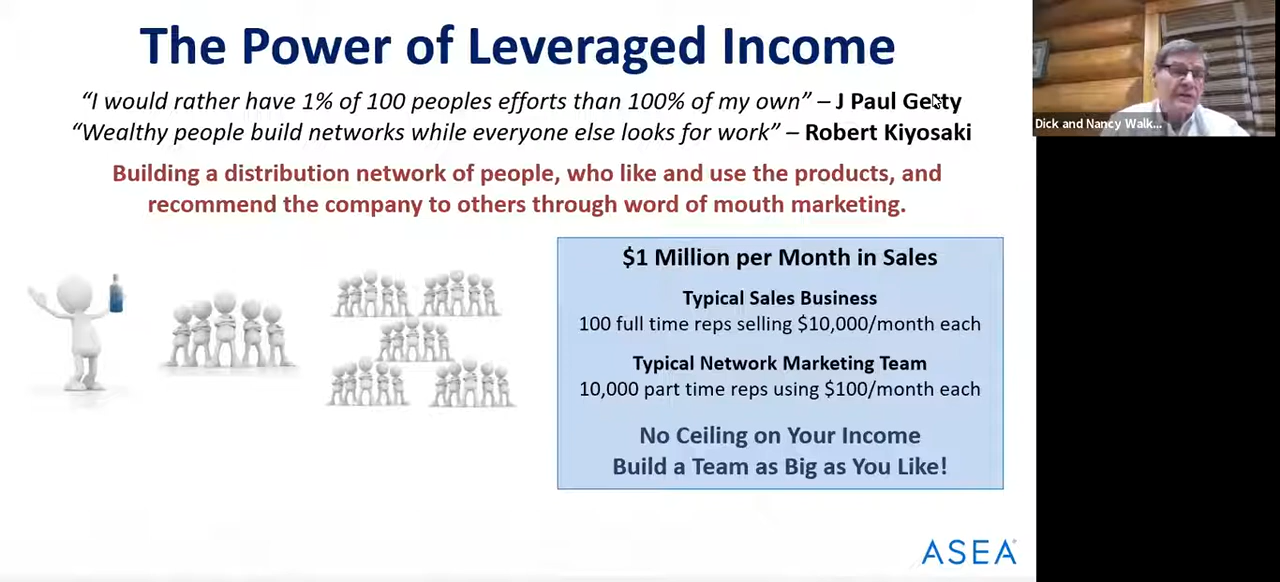 The Power of Leveraged Income
“I would rather have 1% of 100 peoples efforts than 100% of my own” – J Paul Getty
“Wealthy people build networks while everyone else looks for work” – Robert Kiyosaki
Building a distribution network of people, who like and use the products, and
recommend the company to others through word of mouth marketing.
$1 Million per Month in Sales
Typical Sales Business
100 full time reps selling $10,000/month each
Typical Network Marketing Team
10,000 part time reps using $100/month each
No Ceiling on Your Income
Build a Team as Big as You Like!
ASEA
Dick and Nancy Walk...